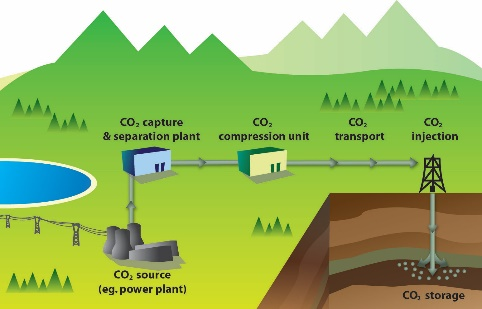 CO₂ capture
& separation plant
CO₂
compression unit
CO₂
transport
CO₂
injection
CO₂ source
(eg. power plant)
CO₂ storage